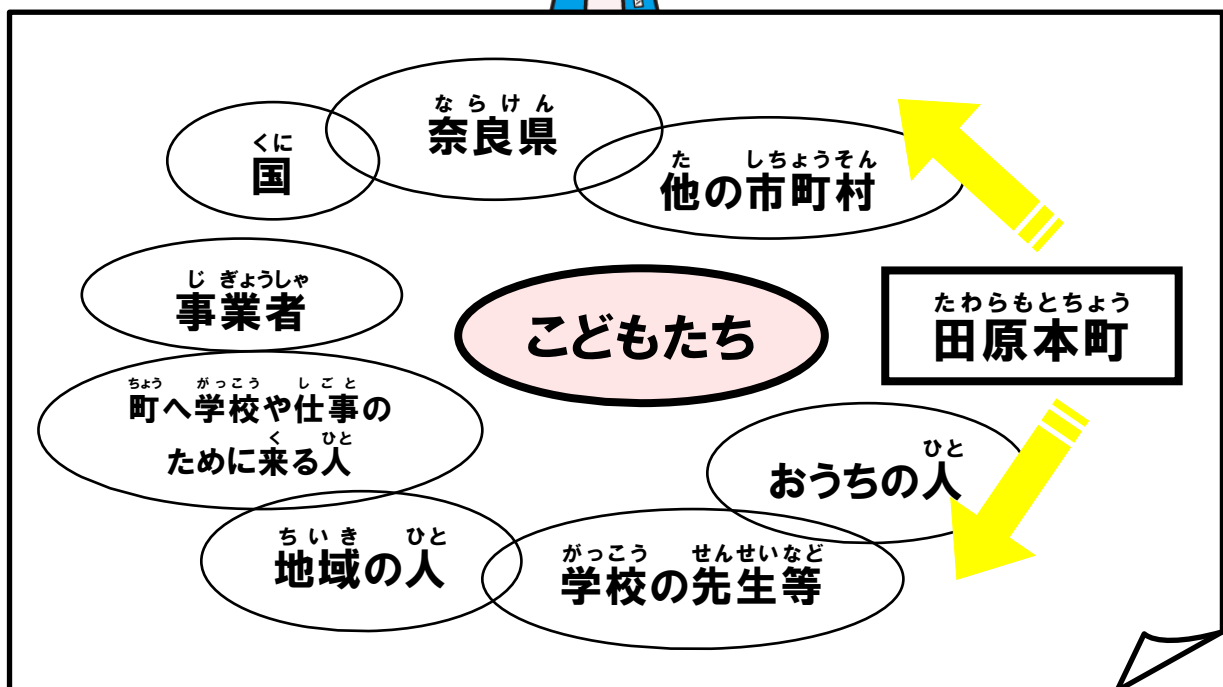 ならけん
奈良県
くに
国
た しちょうそん
他の市町村
じ ぎょうしゃ
事業者
こどもたち
たわらもとちょう
田原本町
ちょう がっこう しごと
町へ学校や仕事の
く ひと
ために来る人
ひと
おうちの人
ちいき ひと
地域の人
がっこう せんせいなど
学校の先生等